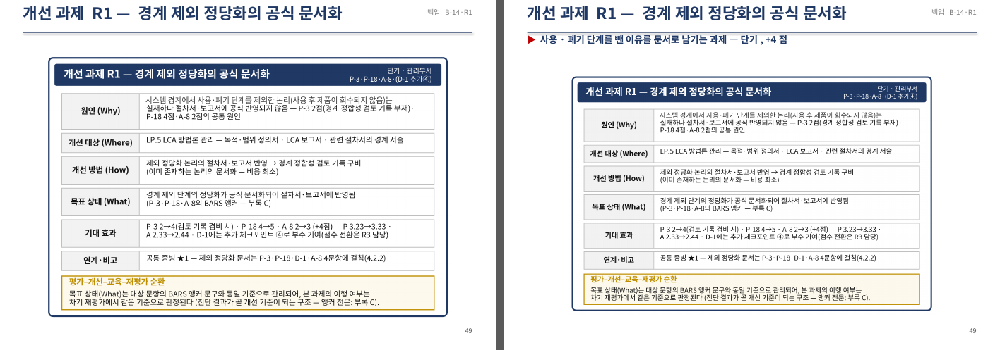 개선 과제 R1 — 경계 제외 정당화의 공식 문서화
백업 B-14·R1
개선 과제 R1 — 경계 제외 정당화의 공식 문서화
단기 · 관리부서
P-3·P-18·A-8·(D-1 추가④)
원인 (Why)
시스템 경계에서 사용·폐기 단계를 제외한 논리(사용 후 제품이 회수되지 않음)는
실재하나 절차서·보고서에 공식 반영되지 않음 — P-3 2점(경계 정합성 검토 기록 부재)·
P-18 4점·A-8 2점의 공통 원인
개선 대상 (Where)
LP.5 LCA 방법론 관리 — 목적·범위 정의서 · LCA 보고서 · 관련 절차서의 경계 서술
개선 방법 (How)
제외 정당화 논리의 절차서·보고서 반영 → 경계 정합성 검토 기록 구비
(이미 존재하는 논리의 문서화 — 비용 최소)
목표 상태 (What)
경계 제외 단계의 정당화가 공식 문서화되어 절차서·보고서에 반영됨
(P-3·P-18·A-8의 BARS 앵커 — 부록 C)
기대 효과
P-3 2→4(검토 기록 겸비 시) · P-18 4→5 · A-8 2→3 (+4점) — P 3.23→3.33 ·
A 2.33→2.44 · D-1에는 추가 체크포인트 ④로 부수 기여(점수 전환은 R3 담당)
연계·비고
공통 증빙 ★1 — 제외 정당화 문서는 P-3·P-18·D-1·A-8 4문항에 걸침(4.2.2)
평가–개선–교육–재평가 순환
목표 상태(What)는 대상 문항의 BARS 앵커 문구와 동일 기준으로 관리되어, 본 과제의 이행 여부는
차기 재평가에서 같은 기준으로 판정된다 (진단 결과가 곧 개선 기준이 되는 구조 — 앵커 전문: 부록 C).
49
개선 과제 R1 — 경계 제외 정당화의 공식 문서화
백업 B-14·R1
▶ 사용 · 폐기 단계를 뺀 이유를 문서로 남기는 과제 — 단기 , +4 점
개선 과제 R1 — 경계 제외 정당화의 공식 문서화
단기 · 관리부서
P-3·P-18·A-8·(D-1 추가④)
원인 (Why)
시스템 경계에서 사용·폐기 단계를 제외한 논리(사용 후 제품이 회수되지 않음)는
실재하나 절차서·보고서에 공식 반영되지 않음 — P-3 2점(경계 정합성 검토 기록 부재)·
P-18 4점·A-8 2점의 공통 원인
개선 대상 (Where)
LP.5 LCA 방법론 관리 — 목적·범위 정의서 · LCA 보고서 · 관련 절차서의 경계 서술
개선 방법 (How)
제외 정당화 논리의 절차서·보고서 반영 → 경계 정합성 검토 기록 구비
(이미 존재하는 논리의 문서화 — 비용 최소)
목표 상태 (What)
경계 제외 단계의 정당화가 공식 문서화되어 절차서·보고서에 반영됨
(P-3·P-18·A-8의 BARS 앵커 — 부록 C)
기대 효과
P-3 2→4(검토 기록 겸비 시) · P-18 4→5 · A-8 2→3 (+4점) — P 3.23→3.33 ·
A 2.33→2.44 · D-1에는 추가 체크포인트 ④로 부수 기여(점수 전환은 R3 담당)
연계·비고
공통 증빙 ★1 — 제외 정당화 문서는 P-3·P-18·D-1·A-8 4문항에 걸침(4.2.2)
평가–개선–교육–재평가 순환
목표 상태(What)는 대상 문항의 BARS 앵커 문구와 동일 기준으로 관리되어, 본 과제의 이행 여부는
차기 재평가에서 같은 기준으로 판정된다 (진단 결과가 곧 개선 기준이 되는 구조 — 앵커 전문: 부록 C).
49